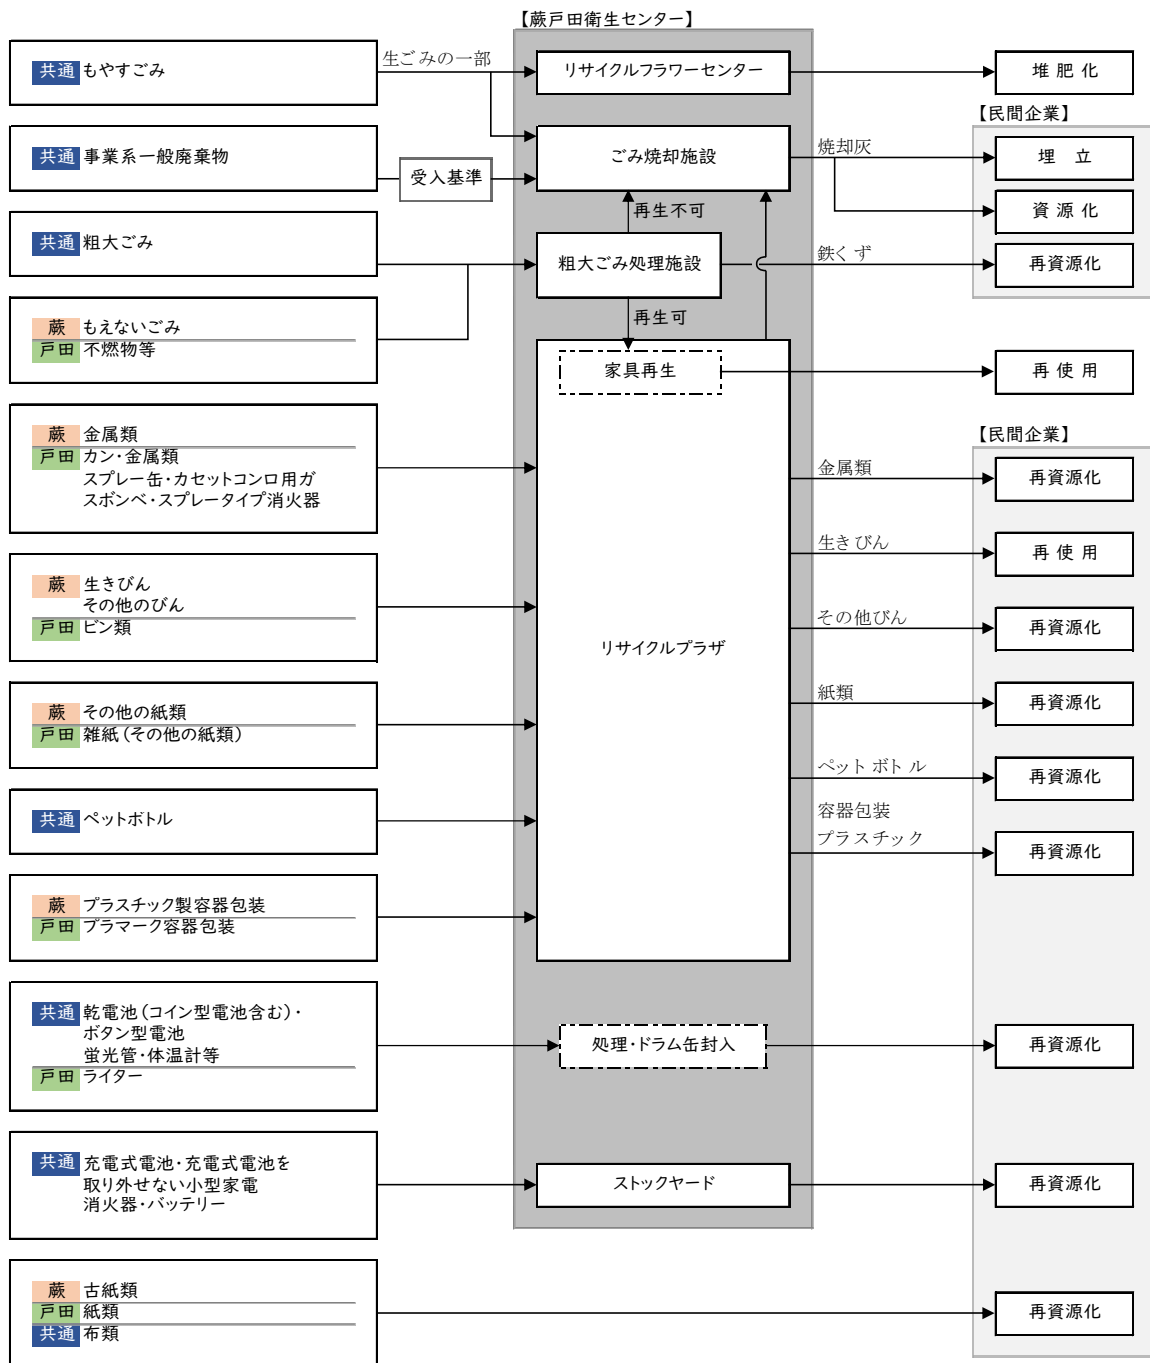 【蕨戸田衛生センター】
共通 もやすごみ
生ごみの一部
リサイクルフラワーセンター
堆肥化
【民間企業】
共通 事業系一般廃棄物
受入基準
ごみ焼却施設
焼却灰
埋 立
資源化
再生不可
共通 粗大ごみ
粗大ごみ処理施設
鉄くず
再資源化
再生可
蕨 もえないごみ
戸田 不燃物等
家具再生
再使用
【民間企業】
蕨 金属類
戸田 カン・金属類
スプレー缶・カセットコンロ用ガ
スボンベ・スプレータイプ消火器
金属類
再資源化
生きびん
再使用
蕨 生きびん
その他のびん
戸田 ビン類
その他びん
再資源化
リサイクルプラザ
蕨 その他の紙類
戸田 雑紙(その他の紙類)
紙類
再資源化
共通 ペットボトル
ペットボトル
再資源化
容器包装
プラスチック
再資源化
蕨 プラスチック製容器包装
戸田 プラマーク容器包装
共通 乾電池(コイン型電池含む)・
ボタン型電池
蛍光管・体温計等
戸田 ライター
処理・ドラム缶封入
再資源化
共通 充電式電池・充電式電池を
取り外せない小型家電
消火器・バッテリー
ストックヤード
再資源化
蕨 古紙類
戸田 紙類
共通 布類
再資源化